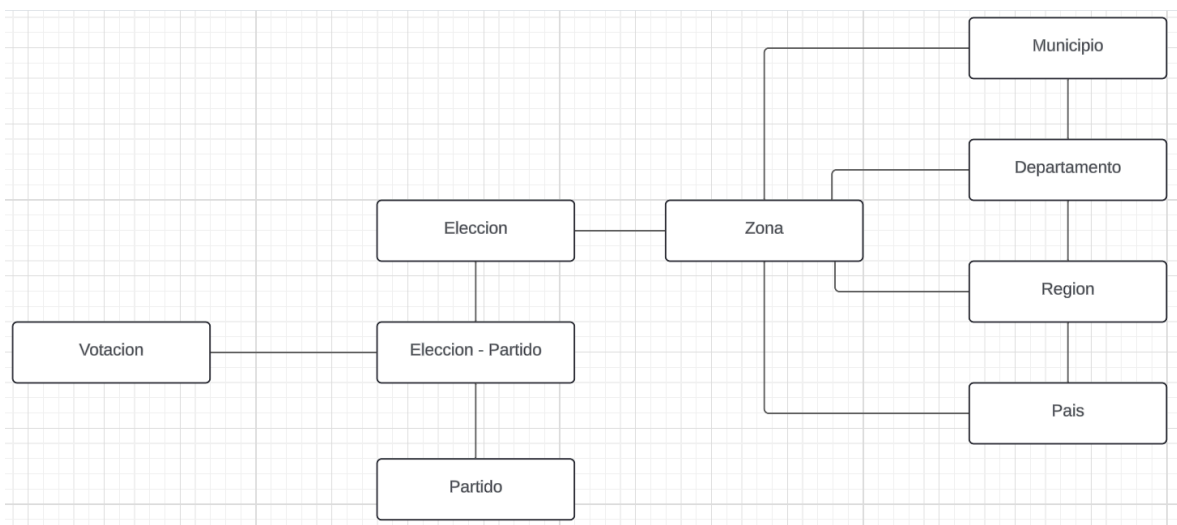 Municipio
Departamento
Eleccion
Zona
Region
Votacion
Eleccion - Partido
Pais
Partido